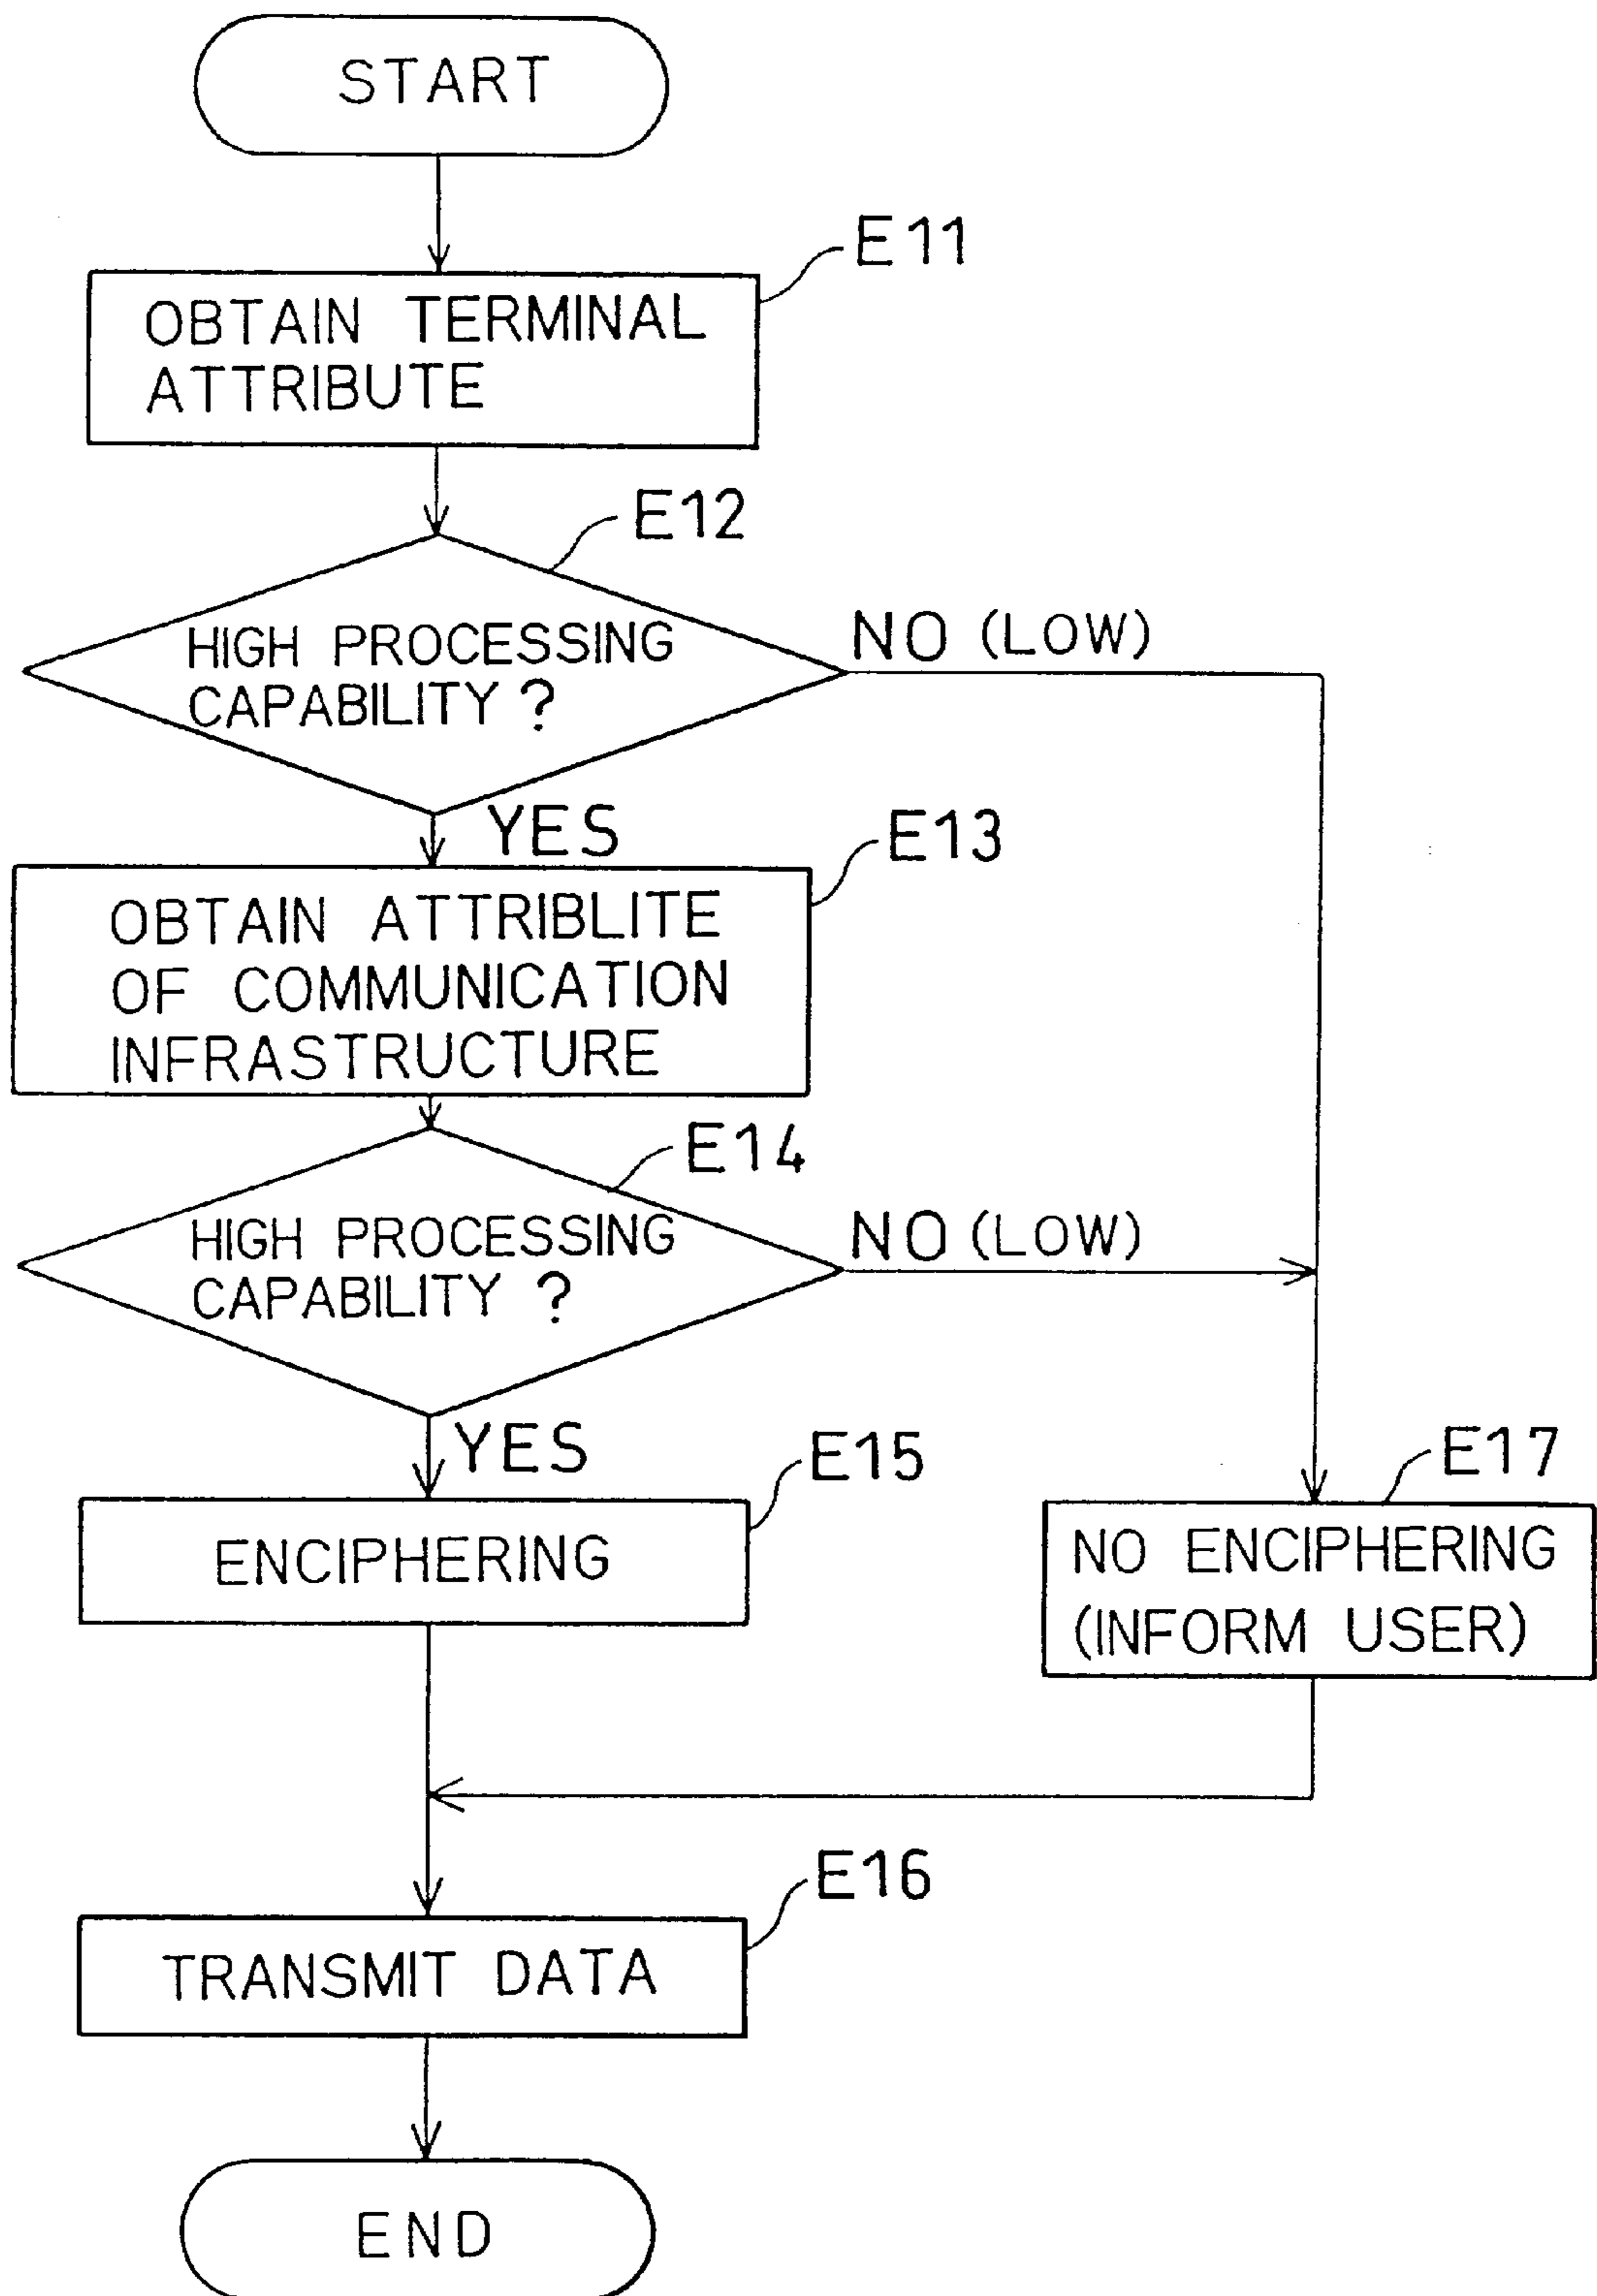 START
E11
OBTAIN TERMINAL
ATTRIBUTE
E12
HIGH PROCESSING
CAPABILITY ?
NO (LOW)
YES
E13
OBTAIN ATTRIBLITE
OF COMMUNICATION
INFRASTRUCTURE
E14
HIGH PROCESSING
CAPABILITY ?
NO (LOW)
YES
E15
ENCIPHERING
E17
NO ENCIPHERING
(INFORM USER)
E16
TRANSMIT DATA
END